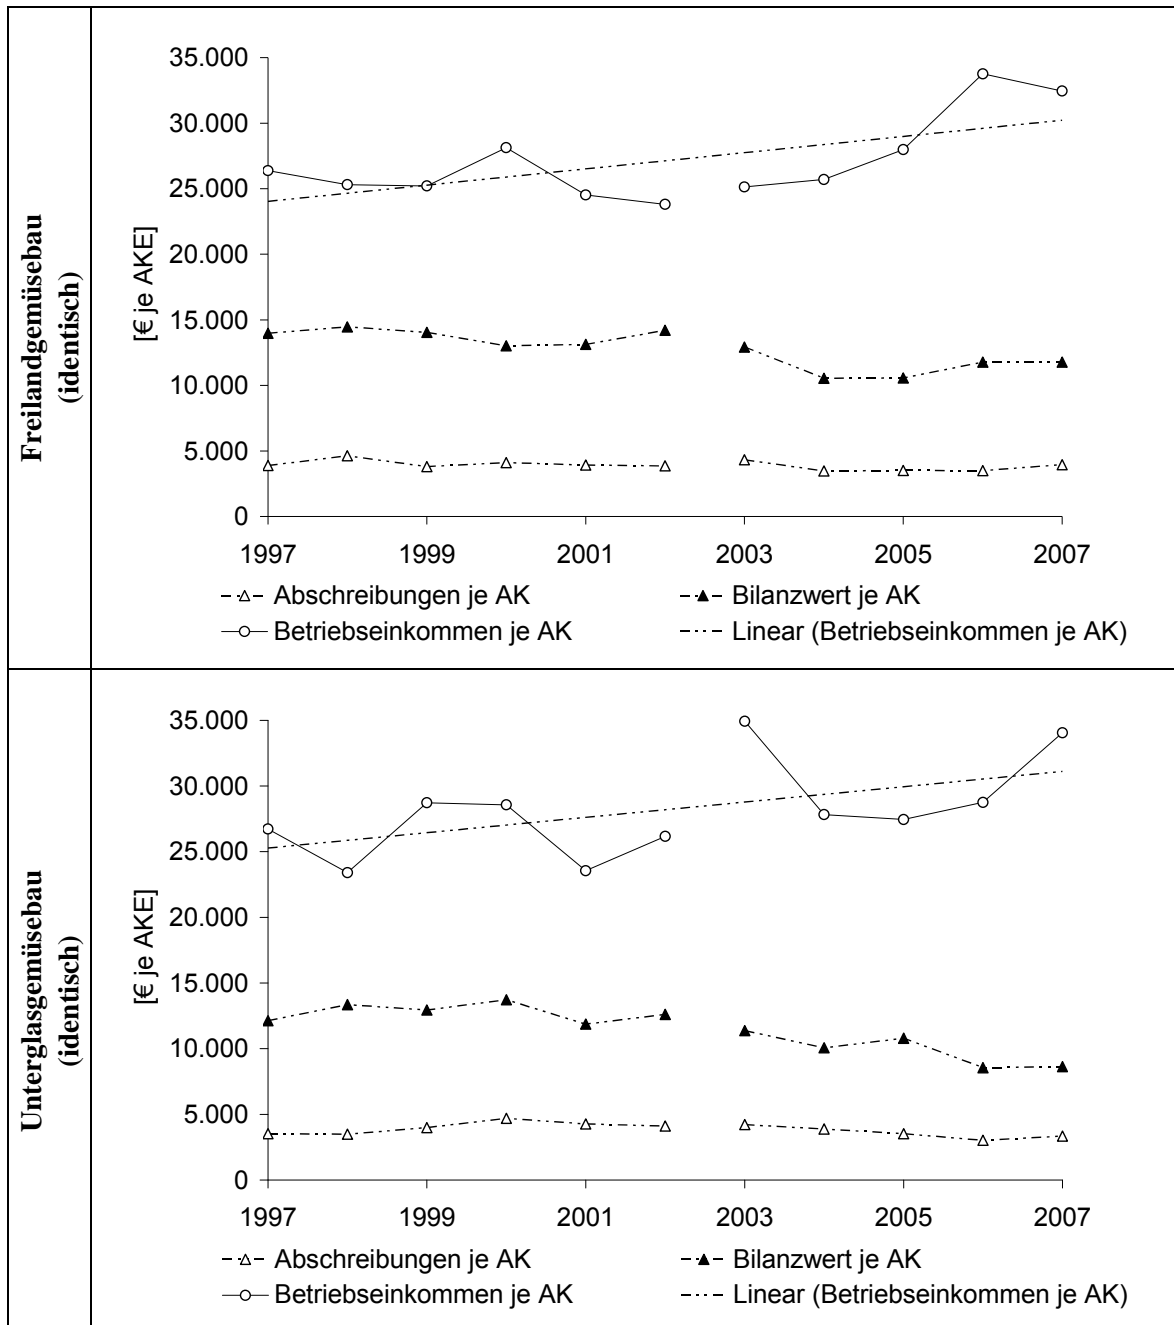 Freilandgemüsebau
(identisch)
[€ je AKE]
35.000
30.000
25.000
20.000
15.000
10.000
5.000
0
1997 1999 2001 2003 2005 2007
Abschreibungen je AK Bilanzwert je AK
Betriebseinkommen je AK Linear (Betriebseinkommen je AK)
Unterglasgemüsebau
(identisch)
[€ je AKE]
35.000
30.000
25.000
20.000
15.000
10.000
5.000
0
1997 1999 2001 2003 2005 2007
Abschreibungen je AK Bilanzwert je AK
Betriebseinkommen je AK Linear (Betriebseinkommen je AK)